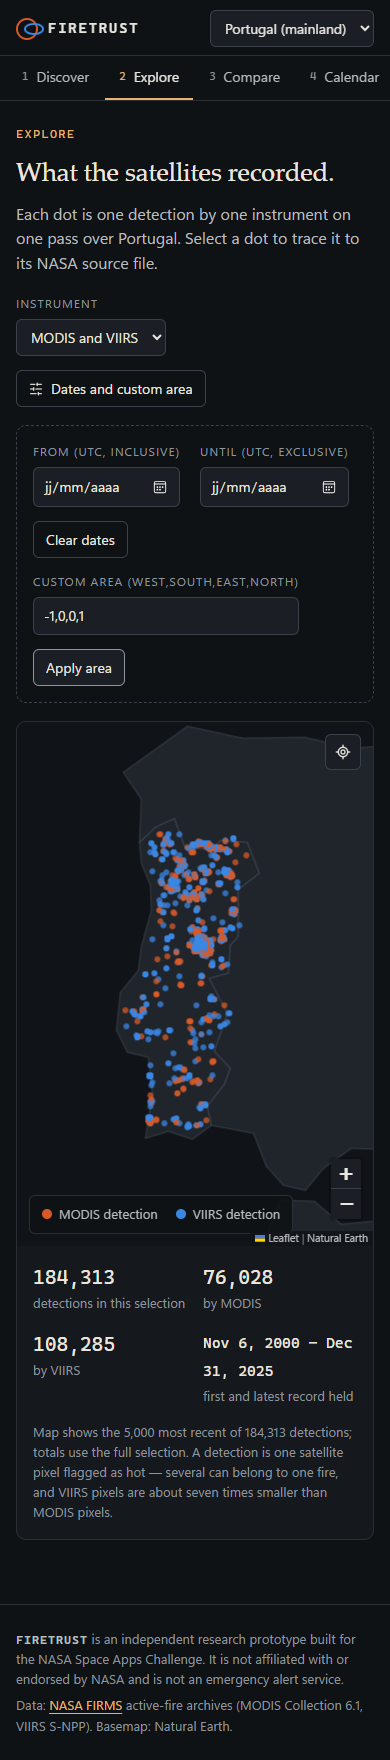 FIRETRUST
Portugal (mainland)
1 Discover
2 Explore
3 Compare
4 Calendar
EXPLORE
What the satellites recorded.
Each dot is one detection by one instrument on
one pass over Portugal. Select a dot to trace it to
its NASA source file.
INSTRUMENT
MODIS and VIIRS
Dates and custom area
FROM (UTC, INCLUSIVE)
UNTIL (UTC, EXCLUSIVE)
jj/mm/aaaa
jj/mm/aaaa
Clear dates
CUSTOM AREA (WEST,SOUTH,EAST,NORTH)
-1,0,0,1
Apply area
+
−
MODIS detection
VIIRS detection
Leaflet | Natural Earth
184,313
detections in this selection
76,028
by MODIS
108,285
by VIIRS
Nov 6, 2000 – Dec
31, 2025
first and latest record held
Map shows the 5,000 most recent of 184,313 detections;
totals use the full selection. A detection is one satellite
pixel flagged as hot — several can belong to one fire,
and VIIRS pixels are about seven times smaller than
MODIS pixels.
FIRETRUST is an independent research prototype built for
the NASA Space Apps Challenge. It is not affiliated with or
endorsed by NASA and is not an emergency alert service.
Data: NASA FIRMS active-fire archives (MODIS Collection 6.1,
VIIRS S-NPP). Basemap: Natural Earth.